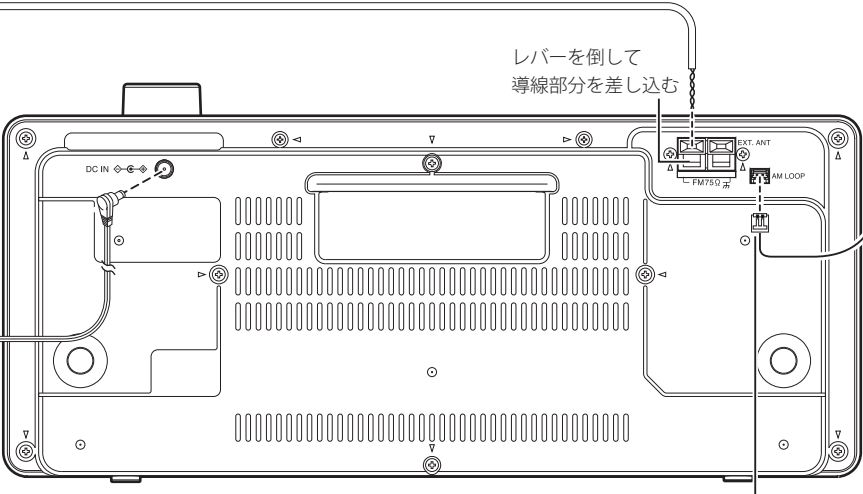 レバーを倒して
導線部分を差し込む
EXT. ANT
DC IN
AM LOOP
FM75Ω